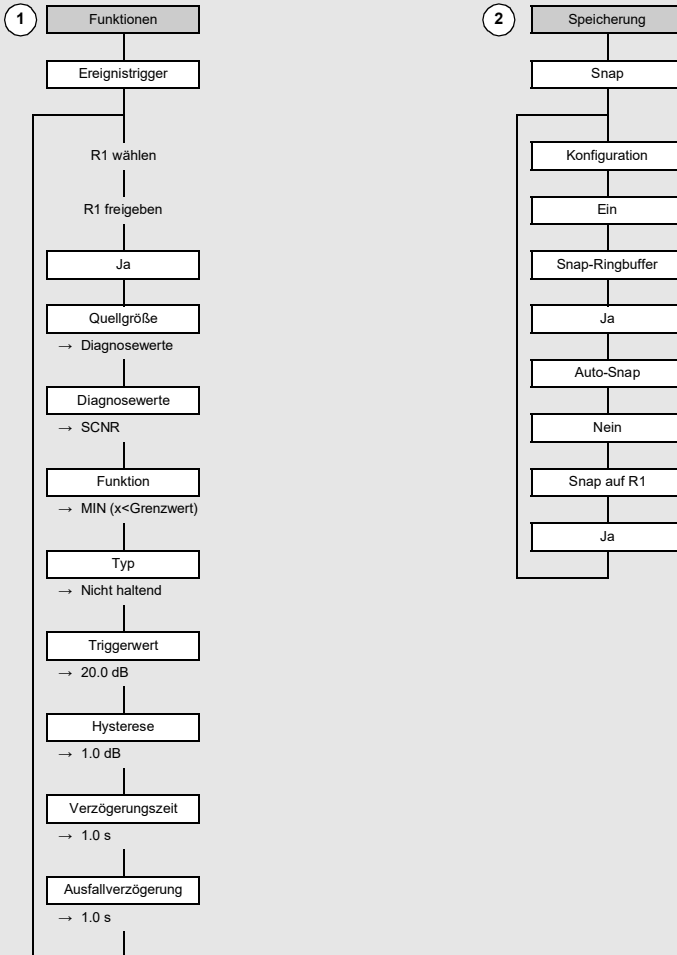 1
Funktionen
Ereignistrigger
R1 wählen
R1 freigeben
Ja
Quellgröße
→ Diagnosewerte
Diagnosewerte
→ SCNR
Funktion
→ MIN (x<Grenzwert)
Typ
→ Nicht haltend
Triggerwert
→ 20.0 dB
Hysterese
→ 1.0 dB
Verzögerungszeit
→ 1.0 s
Ausfallverzögerung
→ 1.0 s
2
Speicherung
Snap
Konfiguration
Ein
Snap-Ringbuffer
Ja
Auto-Snap
Nein
Snap auf R1
Ja